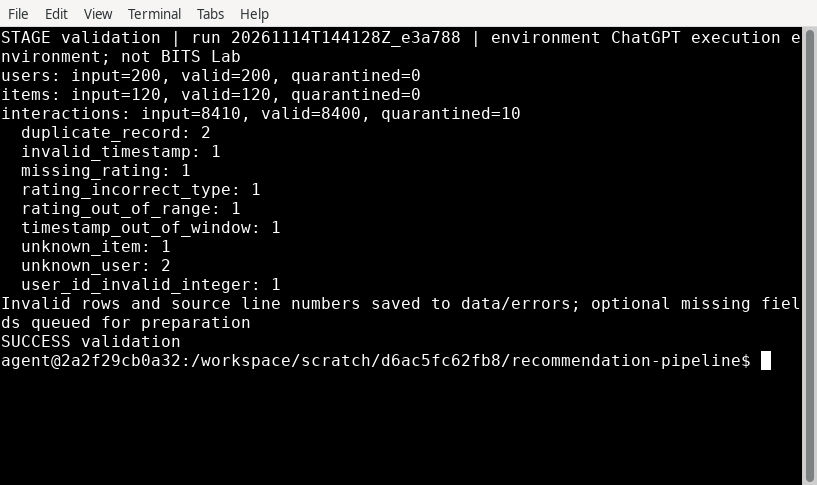 File Edit View Terminal Tabs Help
STAGE validation | run 20261114T144128Z_e3a788 | environment ChatGPT execution e
nvironment; not BITS Lab
users: input=200, valid=200, quarantined=0
items: input=120, valid=120, quarantined=0
interactions: input=8410, valid=8400, quarantined=10
  duplicate_record: 2
  invalid_timestamp: 1
  missing_rating: 1
  rating_incorrect_type: 1
  rating_out_of_range: 1
  timestamp_out_of_window: 1
  unknown_item: 1
  unknown_user: 2
  user_id_invalid_integer: 1
Invalid rows and source line numbers saved to data/errors; optional missing fiel
ds queued for preparation
SUCCESS validation
agent@2a2f29cb0a32:/workspace/scratch/d6ac5fc62fb8/recommendation-pipeline$